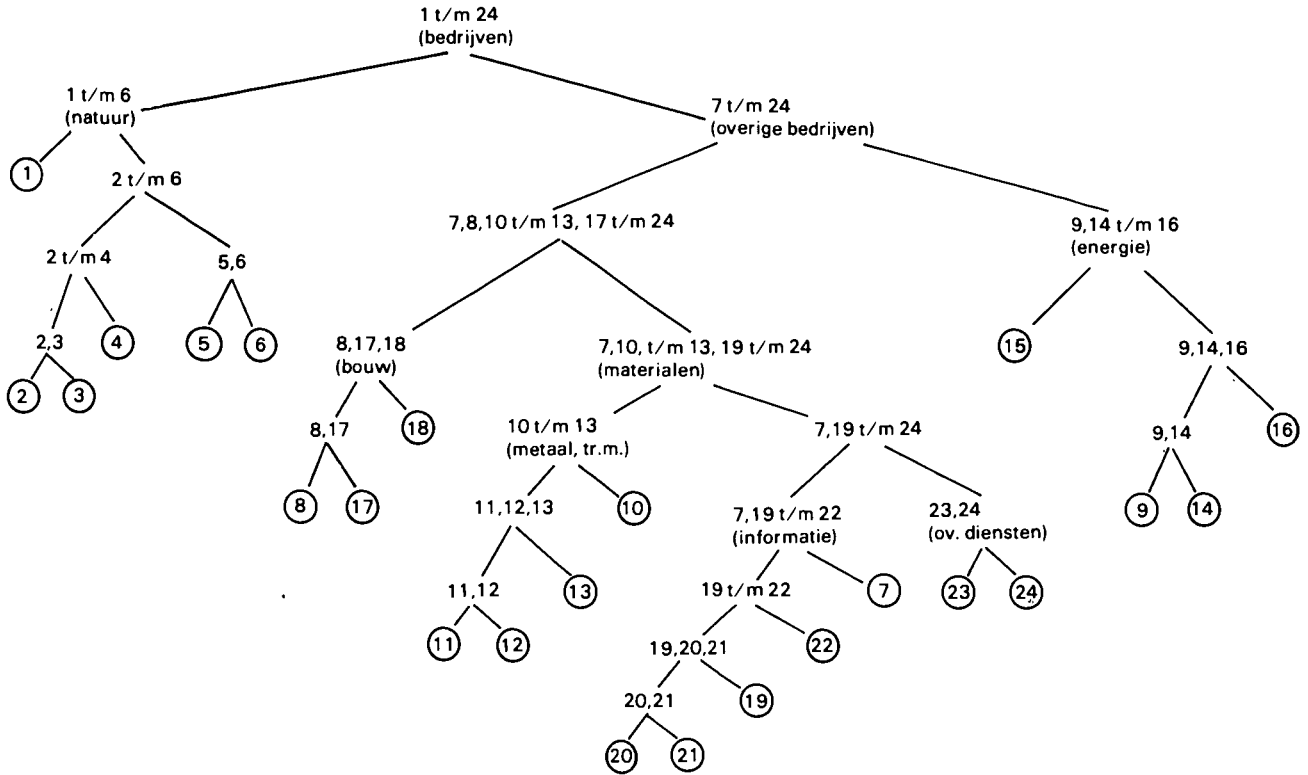 1 t/m 24
(bedrijven)
1 t/m 6
(natuur)
7 t/m 24
(overige bedrijven)
1
2 t/m 6
7,8,10 t/m 13, 17 t/m 24
9,14 t/m 16
(energie)
2 t/m 4
5,6
2,3
4
5
6
8,17,18
(bouw)
7,10, t/m 13, 19 t/m 24
(materialen)
15
9,14,16
2
3
8,17
18
10 t/m 13
(metaal, tr.m.)
7,19 t/m 24
9,14
16
8
17
11,12,13
10
7,19 t/m 22
(informatie)
23,24
(ov. diensten)
9
14
11,12
13
19 t/m 22
7
23
24
11
12
19,20,21
22
20,21
19
20
21